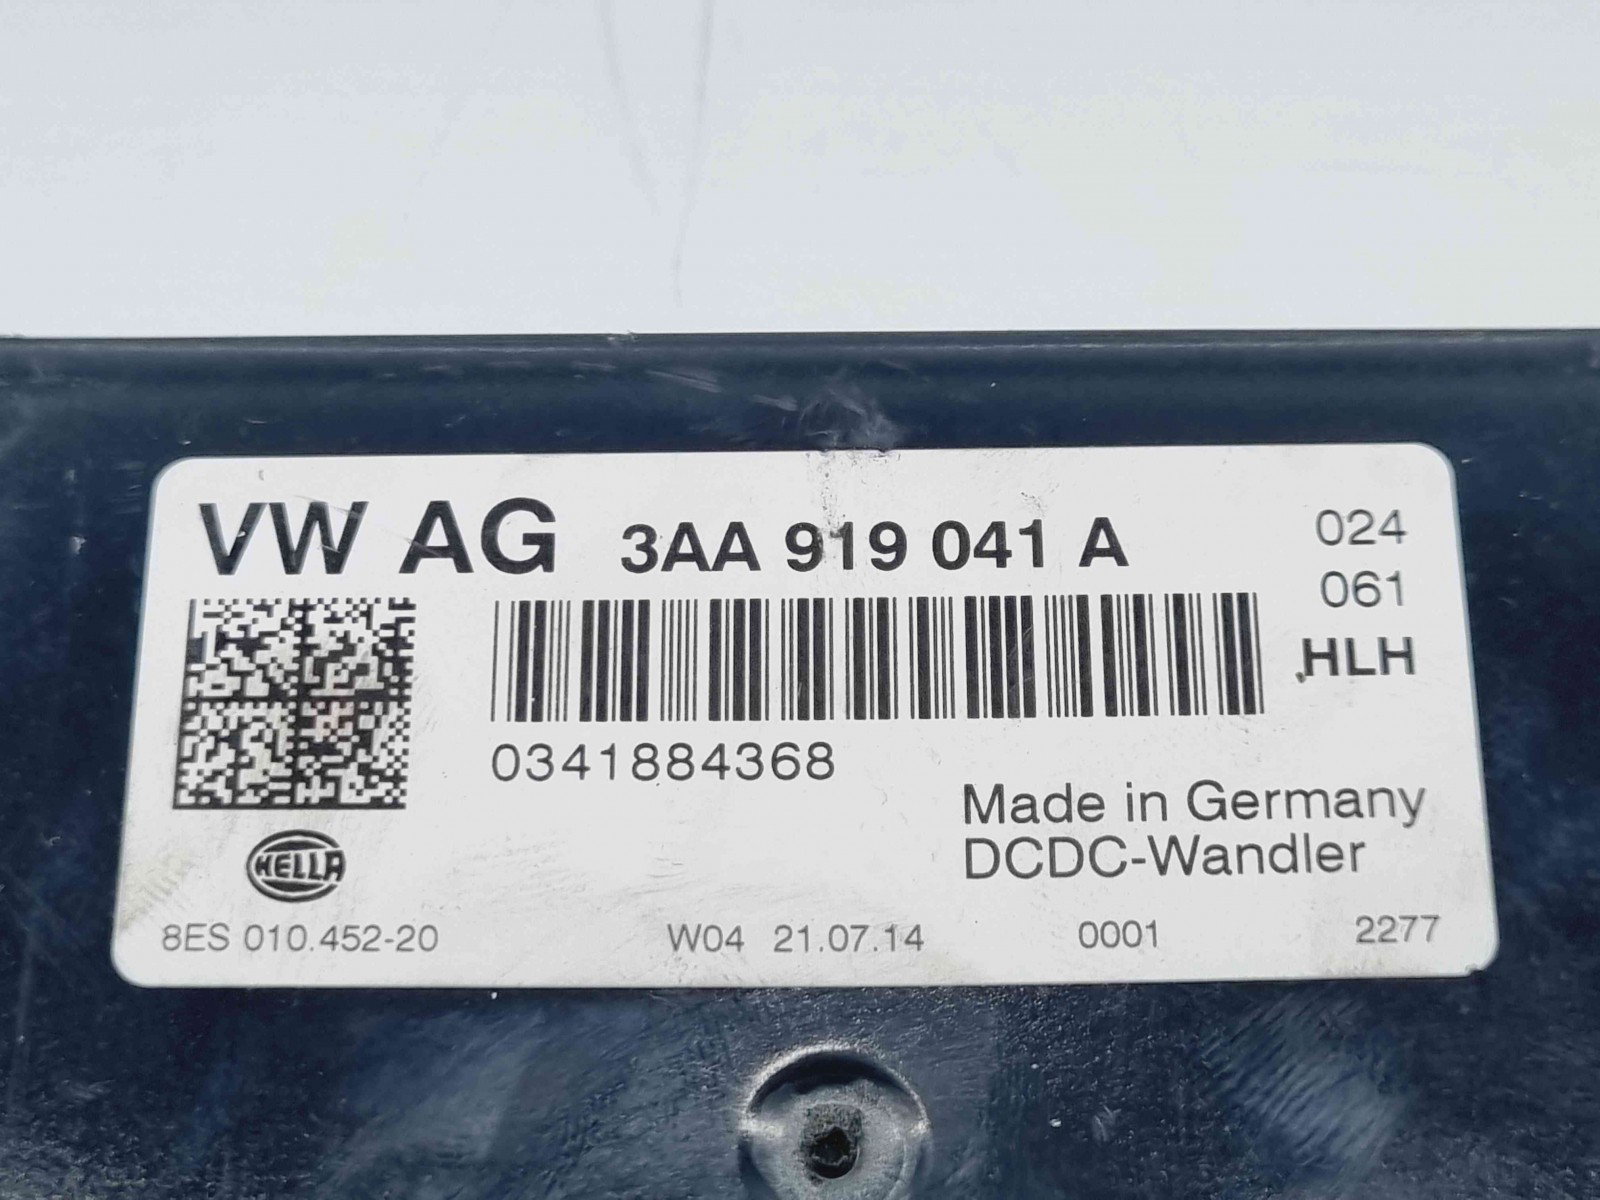 VW AG 3AA 919 041 A 024
061
HLH
0341884368
Made in Germany
DCDC-Wandler
HELLA
8ES 010.452-20 W04 21.07.14 0001 2277